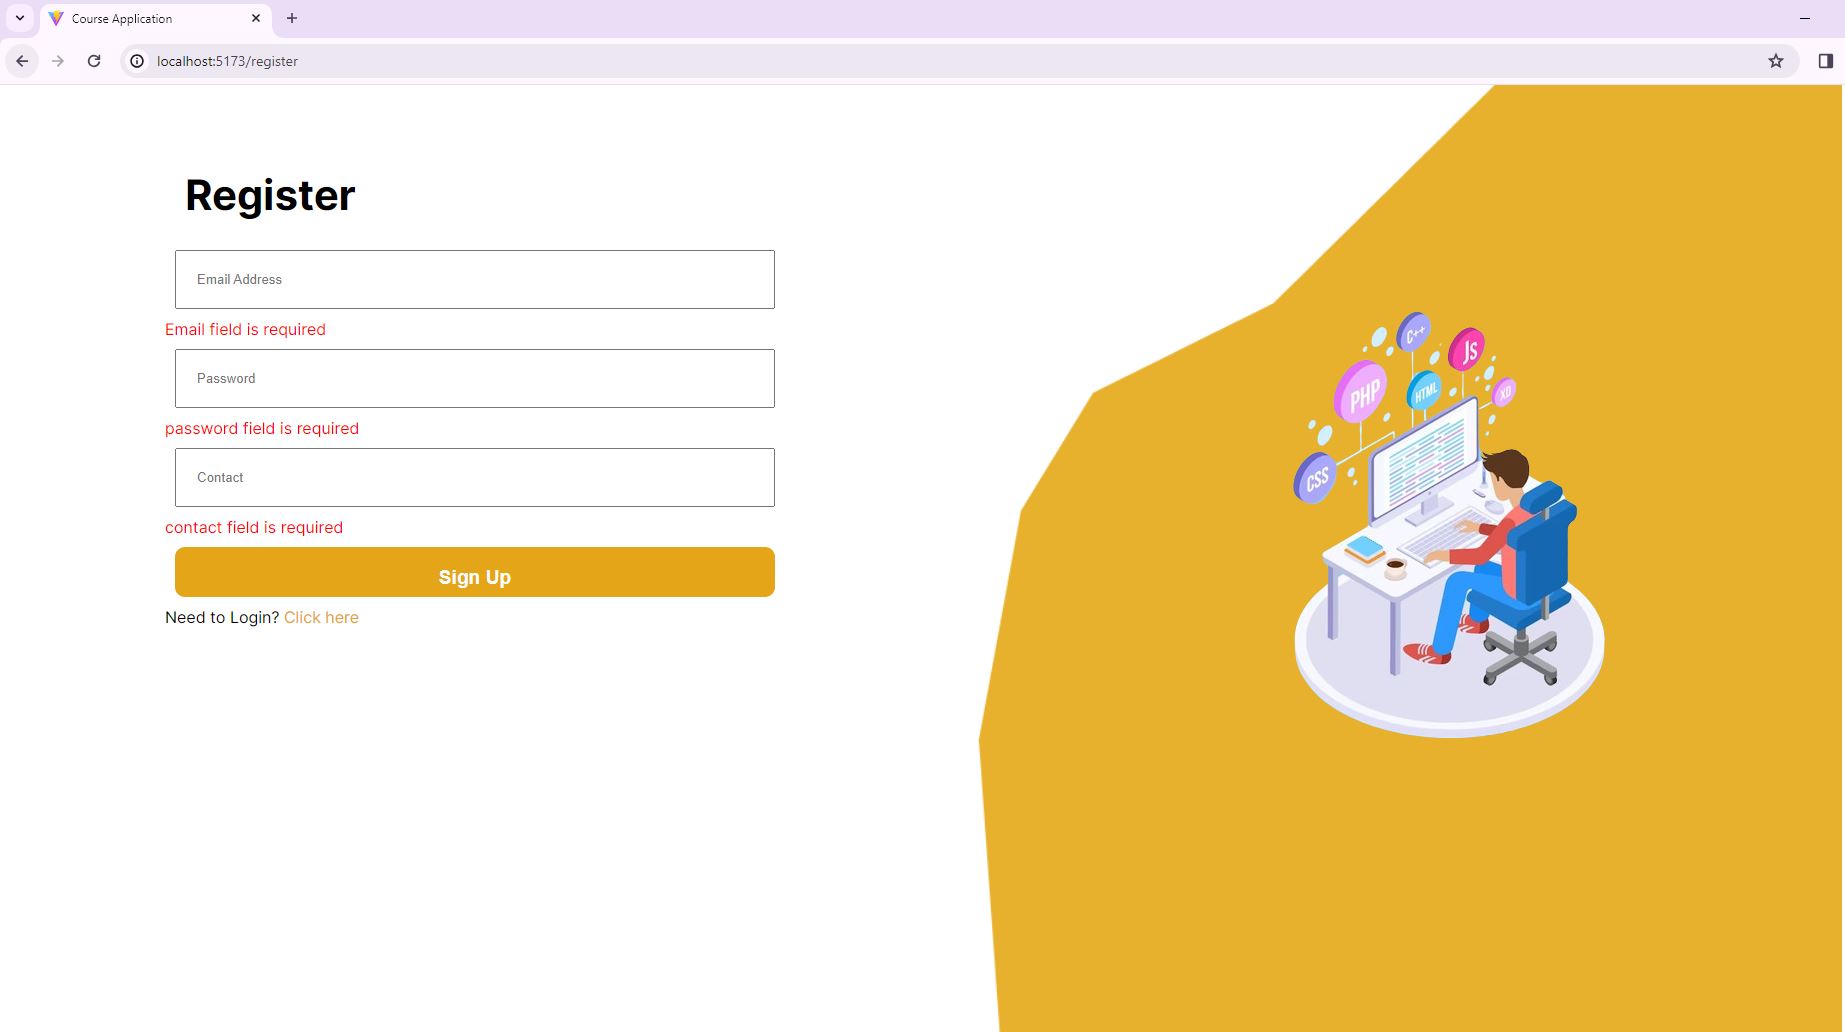 Course Application
localhost:5173/register
Register
Email Address
Email field is required
Password
password field is required
Contact
contact field is required
Sign Up
Need to Login? Click here
C++
JS
PHP
HTML
XD
CSS